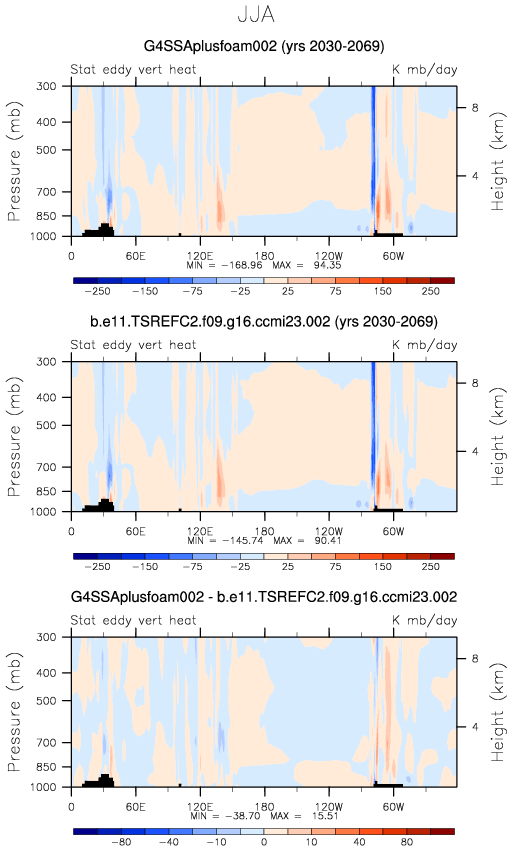 JJA
G4SSAplusfoam002 (yrs 2030-2069)
Stat eddy vert heat K mb/day
Pressure (mb)
Height (km)
300
400
500
700
850
1000
8
4
0 60E 120E 180 120W 60W
MIN = -168.96 MAX = 94.35
-250 -150 -75 -25 25 75 150 250
b.e11.TSREFC2.f09.g16.ccmi23.002 (yrs 2030-2069)
Stat eddy vert heat K mb/day
Pressure (mb)
Height (km)
300
400
500
700
850
1000
8
4
0 60E 120E 180 120W 60W
MIN = -145.74 MAX = 90.41
-250 -150 -75 -25 25 75 150 250
G4SSAplusfoam002 - b.e11.TSREFC2.f09.g16.ccmi23.002
Stat eddy vert heat K mb/day
Pressure (mb)
Height (km)
300
400
500
700
850
1000
8
4
0 60E 120E 180 120W 60W
MIN = -38.70 MAX = 15.51
-80 -40 -10 0 10 40 80